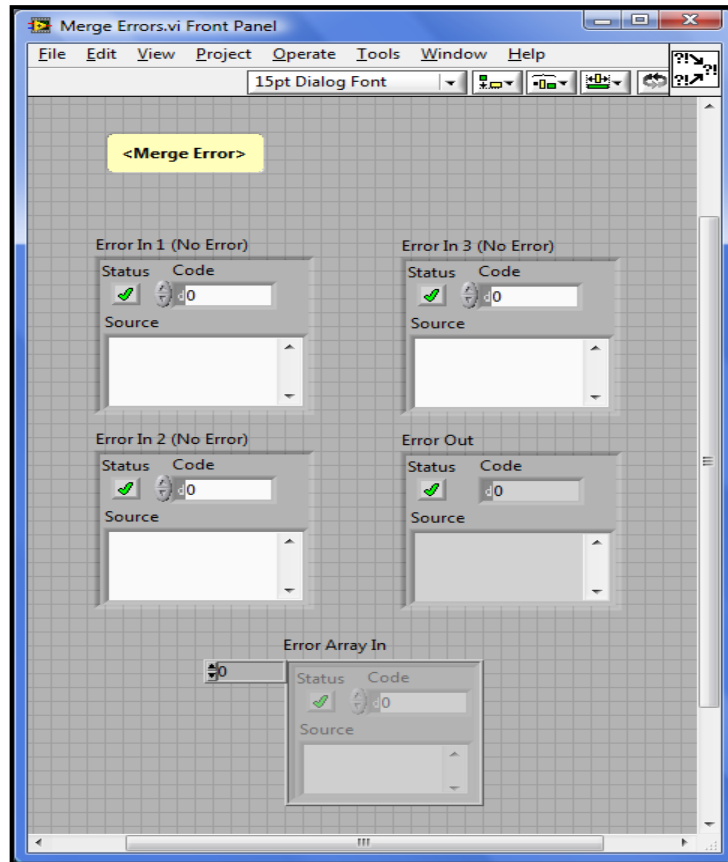 Merge Errors.vi Front Panel
File Edit View Project Operate Tools Window Help
15pt Dialog Font
?! ?! ?!
<Merge Error>
Error In 1 (No Error)
Status Code
d 0
Source
Error In 3 (No Error)
Status Code
d 0
Source
Error In 2 (No Error)
Status Code
d 0
Source
Error Out
Status Code
d 0
Source
Error Array In
0
Status Code
d 0
Source